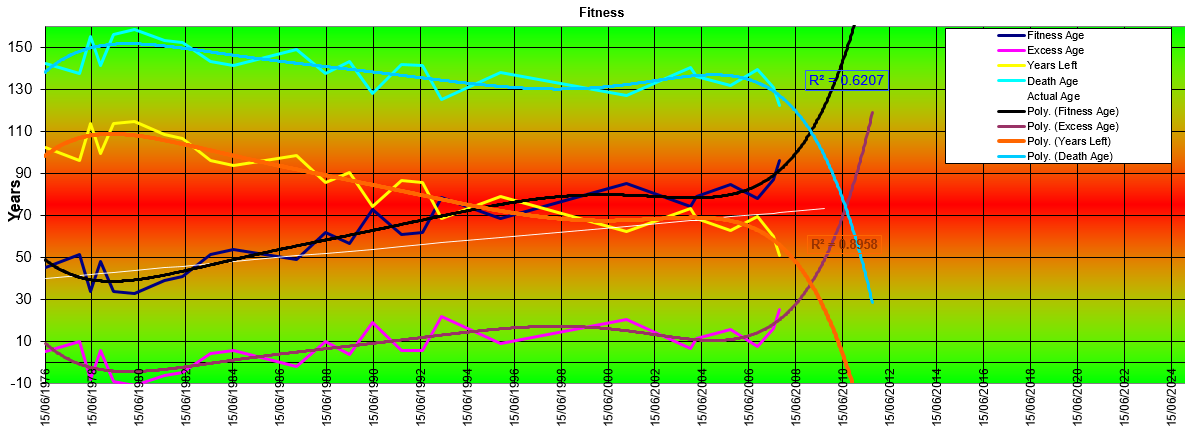 Fitness
150
130
110
90
70
50
30
10
-10
Years
Fitness Age
Excess Age
Years Left
Death Age
Actual Age
Poly. (Fitness Age)
Poly. (Excess Age)
Poly. (Years Left)
Poly. (Death Age)
R² = 0.6207
R² = 0.8958
15/06/1976
15/06/1978
15/06/1980
15/06/1982
15/06/1984
15/06/1986
15/06/1988
15/06/1990
15/06/1992
15/06/1994
15/06/1996
15/06/1998
15/06/2000
15/06/2002
15/06/2004
15/06/2006
15/06/2008
15/06/2010
15/06/2012
15/06/2014
15/06/2016
15/06/2018
15/06/2020
15/06/2022
15/06/2024